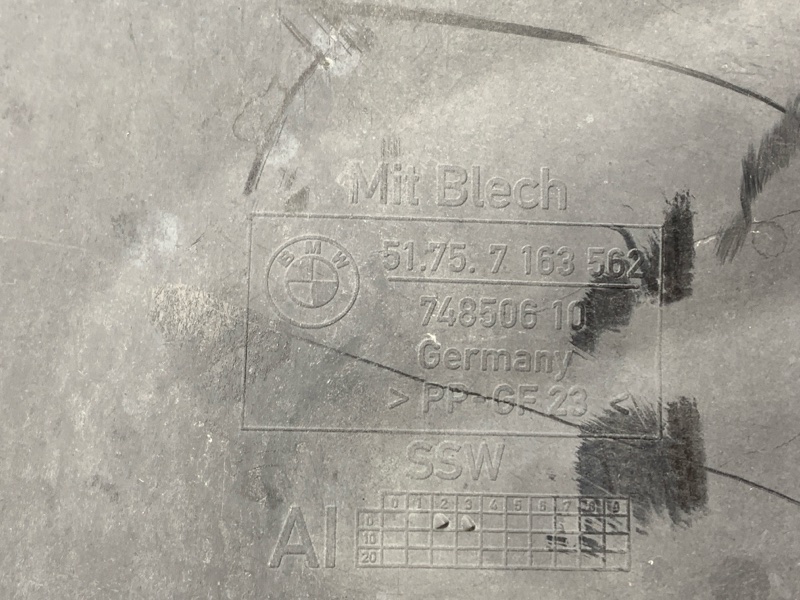 Mit Blech
BMW
51.75. 7 163 562
748506 10
Germany
> PP-GF 23 <
SSW
AI
0 1 2 3 4 5 6 7 8 9
0
10
20